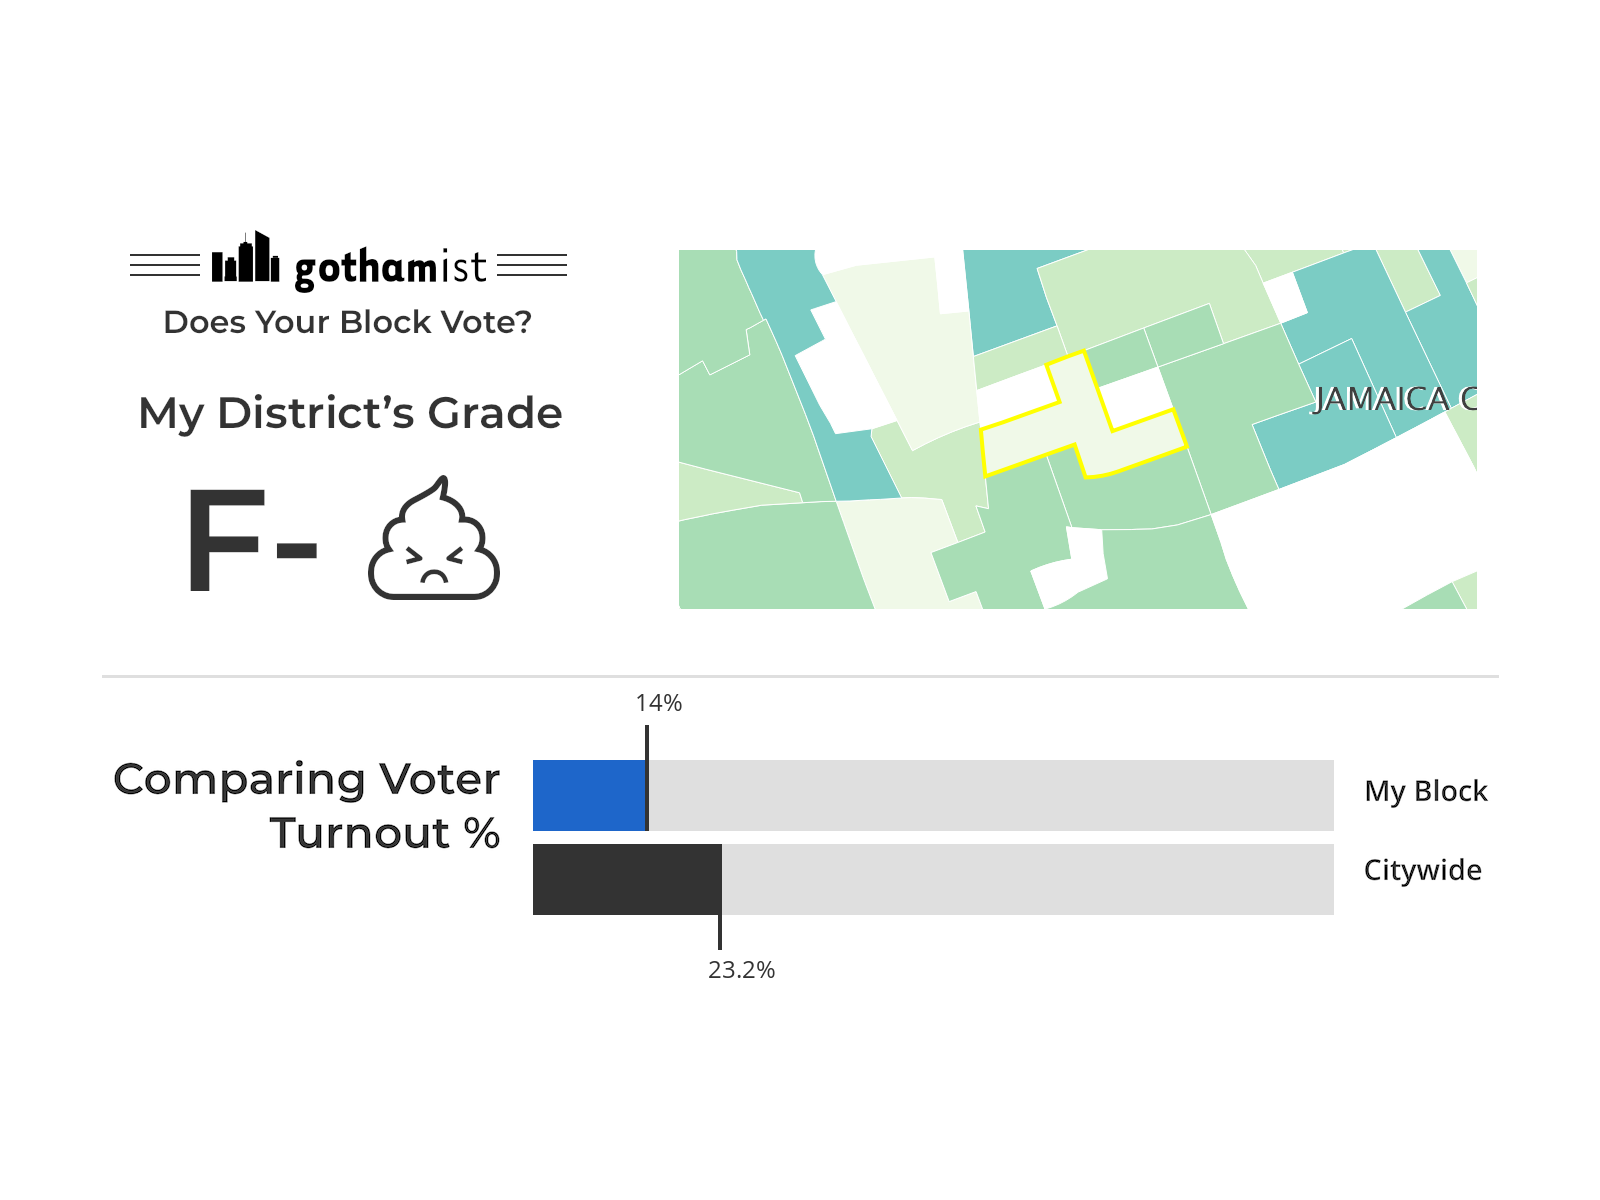 gothamist
Does Your Block Vote?
My District’s Grade
F-
JAMAICA C
14%
Comparing Voter
Turnout %
My Block
Citywide
23.2%